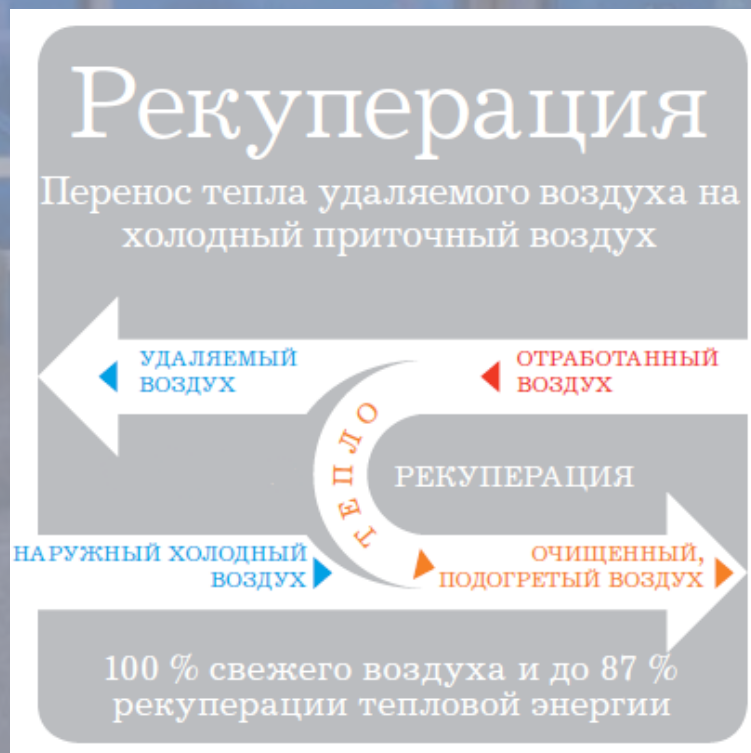 Рекуперация
Перенос тепла удаляемого воздуха на
холодный приточный воздух
УДАЛЯЕМЫЙ
ВОЗДУХ
ОТРАБОТАННЫЙ
ВОЗДУХ
ТЕПЛО
РЕКУПЕРАЦИЯ
НАРУЖНЫЙ ХОЛОДНЫЙ
ВОЗДУХ
ОЧИЩЕННЫЙ,
ПОДОГРЕТЫЙ ВОЗДУХ
100 % свежего воздуха и до 87 %
рекуперации тепловой энергии